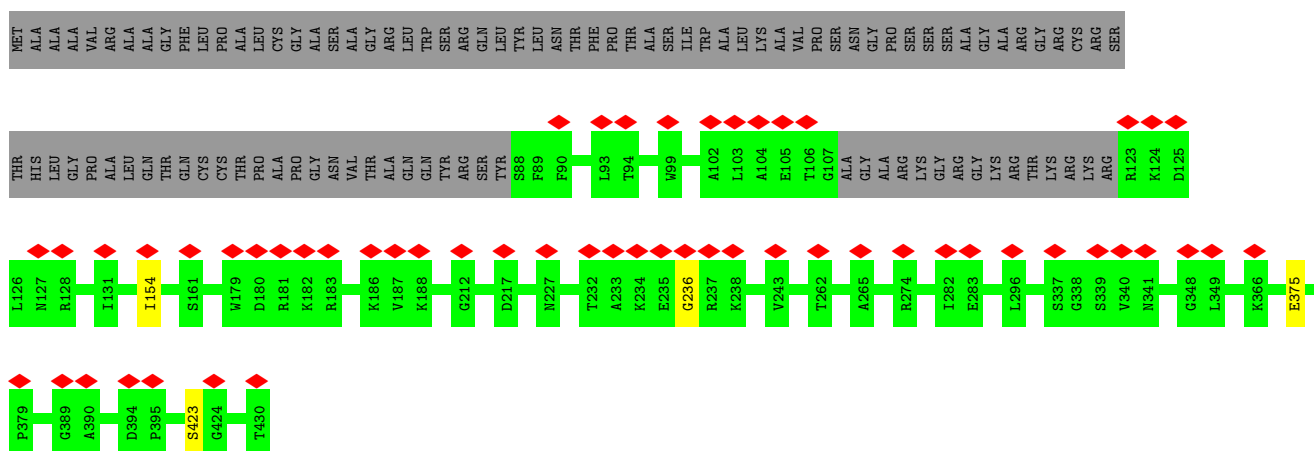 MET ALA ALA ALA VAL ARG ALA ALA GLY PHE LEU PRO ALA LEU CYS GLY ALA SER ALA GLY ARG LEU TRP SER ARG GLN LEU TYR LEU ASN THR PHE PRO THR ALA SER ILE TRP ALA LEU LYS ALA VAL PRO SER ASN GLY PRO SER SER SER ALA GLY ALA ARG GLY ARG CYS ARG SER
THR HIS LEU GLY PRO ALA LEU GLN THR GLN CYS CYS THR PRO ALA PRO GLY ASN VAL THR ALA GLN GLN TYR ARG SER TYR S88 F89 F90 L93 T94 W99 A102 L103 A104 E105 T106 G107 ALA GLY ALA ARG LYS GLY ARG GLY LYS ARG THR LYS ARG LYS ARG R123 K124 D125
L126 N127 R128 I131 I154 S161 W179 D180 R181 K182 R183 K186 V187 K188 G212 D217 N227 T232 A233 K234 E235 G236 R237 K238 V243 T262 A265 R274 I282 E283 L296 S337 G338 S339 V340 N341 G348 L349 K366 E375
P379 G389 A390 D394 P395 S423 G424 T430